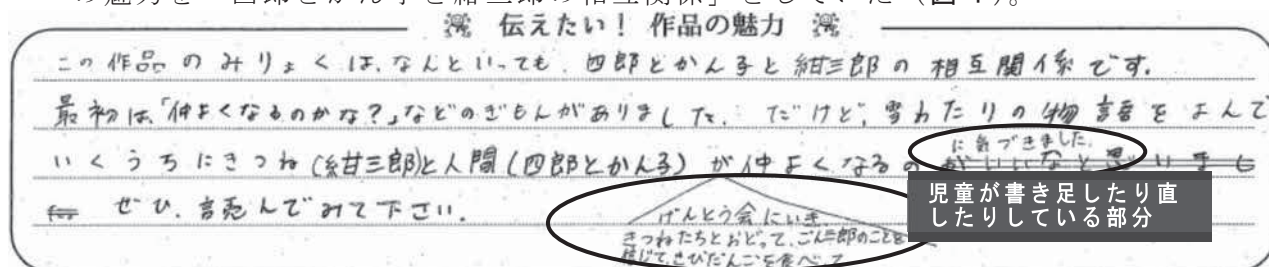 の魅力を「四郎とかん子と紺三郎の相互関係」としていた（図4）。
伝えたい! 作品の魅力
この作品のみりょくは、なんといっても、四郎とかん子と紺三郎の相互関係です。
最初は、「仲よくなるのかな?」などのぎもんがありました。だけど、雪わたりの物語をよんで
いくうちにきつね(紺三郎)と人間(四郎とかん子)が仲よくなるのがいいなと思いまし
に気づきました。
た。ぜひ、読んでみて下さい。
児童が書き足したり直
したりしている部分
げんとう会にいき
きつねたちとおどって、ごん三郎のことを
信じて、きびだんごを食べて